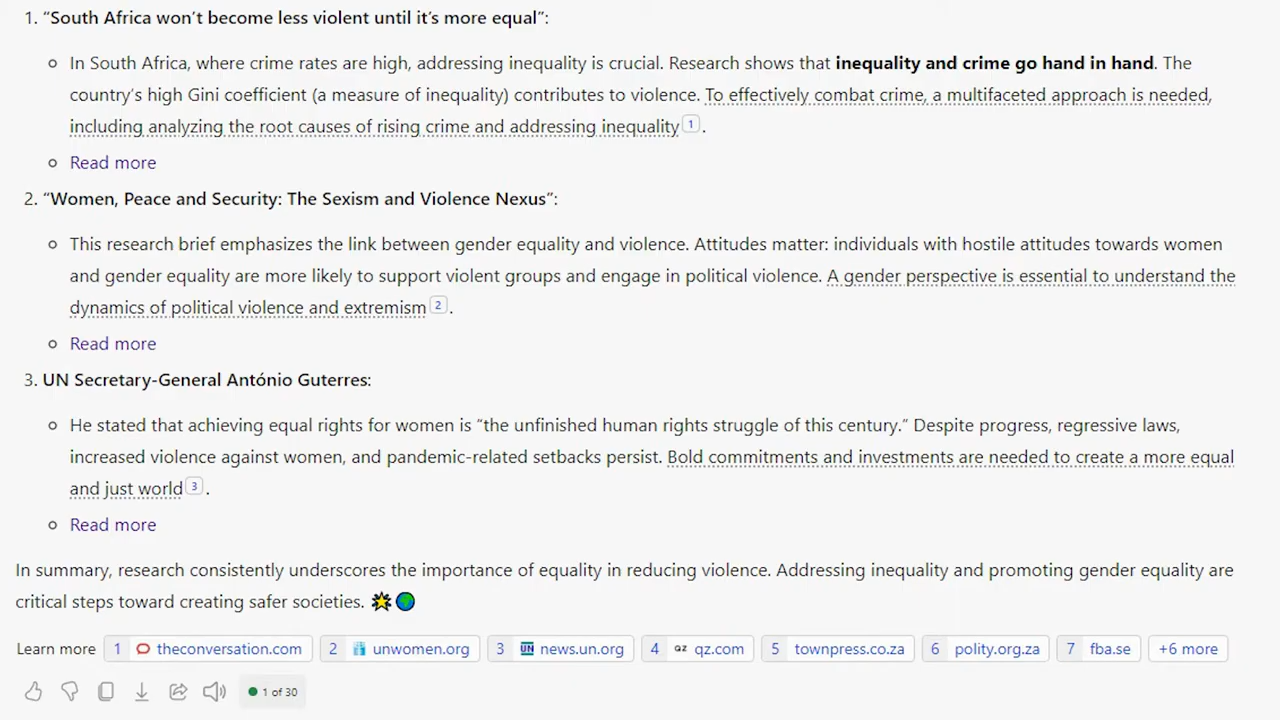 1. “South Africa won’t become less violent until it’s more equal”:
In South Africa, where crime rates are high, addressing inequality is crucial. Research shows that inequality and crime go hand in hand. The
country’s high Gini coefficient (a measure of inequality) contributes to violence. To effectively combat crime, a multifaceted approach is needed,
including analyzing the root causes of rising crime and addressing inequality 1 .
Read more
2. “Women, Peace and Security: The Sexism and Violence Nexus”:
This research brief emphasizes the link between gender equality and violence. Attitudes matter: individuals with hostile attitudes towards women
and gender equality are more likely to support violent groups and engage in political violence. A gender perspective is essential to understand the
dynamics of political violence and extremism 2 .
Read more
3. UN Secretary-General António Guterres:
He stated that achieving equal rights for women is “the unfinished human rights struggle of this century.” Despite progress, regressive laws,
increased violence against women, and pandemic-related setbacks persist. Bold commitments and investments are needed to create a more equal
and just world 3 .
Read more
In summary, research consistently underscores the importance of equality in reducing violence. Addressing inequality and promoting gender equality are
critical steps toward creating safer societies.
Learn more 1 theconversation.com 2 unwomen.org 3 UN news.un.org 4 QZ qz.com 5 townpress.co.za 6 polity.org.za 7 fba.se +6 more
1 of 30